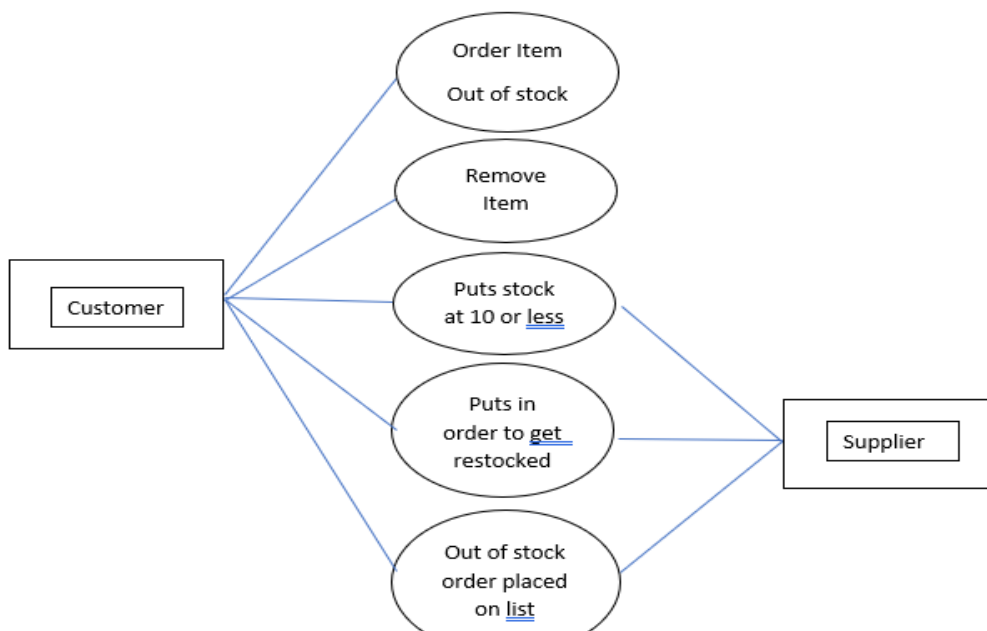 Order Item
Out of stock
Remove
Item
Customer
Puts stock
at 10 or less
Puts in
order to get
restocked
Supplier
Out of stock
order placed
on list